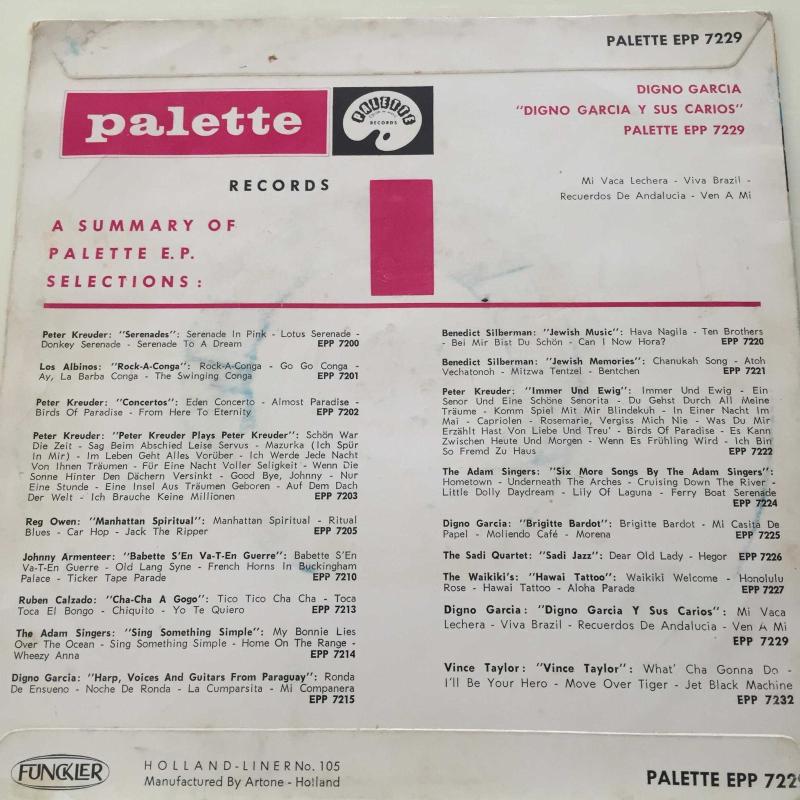 PALETTE EPP 7229
palette
PALETTE
RECORDS
DIGNO GARCIA
"DIGNO GARCIA Y SUS CARIOS"
PALETTE EPP 7229
RECORDS
Mi Vaca Lechera - Viva Brazil -
Recuerdos De Andalucia - Ven A Mi
A SUMMARY OF
PALETTE E.P.
SELECTIONS:
Peter Kreuder: "Serenades": Serenade In Pink - Lotus Serenade -
Donkey Serenade - Serenade To A Dream EPP 7200
Los Albinos: "Rock-A-Conga": Rock-A-Conga - Go Go Conga -
Ay, La Barba Conga - The Swinging Conga EPP 7201
Peter Kreuder: "Concertos": Eden Concerto - Almost Paradise -
Birds Of Paradise - From Here To Eternity EPP 7202
Peter Kreuder: "Peter Kreuder Plays Peter Kreuder": Schön War
Die Zeit - Sag Beim Abschied Leise Servus - Mazurka (Ich Spür
In Mir) - Im Leben Geht Alles Vorüber - Ich Werde Jede Nacht
Von Ihnen Träumen - Für Eine Nacht Voller Seligkeit - Wenn Die
Sonne Hinter Den Dächern Versinkt - Good Bye, Johnny - Nur
Eine Stunde - Eine Insel Aus Träumen Geboren - Auf Dem Dach
Der Welt - Ich Brauche Keine Millionen EPP 7203
Reg Owen: "Manhattan Spiritual": Manhattan Spiritual - Ritual
Blues - Car Hop - Jack The Ripper EPP 7205
Johnny Armenteer: "Babette S'En Va-T-En Guerre": Babette S'En
Va-T-En Guerre - Old Lang Syne - French Horns In Buckingham
Palace - Ticker Tape Parade EPP 7210
Ruben Calzado: "Cha-Cha A Gogo": Tico Tico Cha Cha - Toca
Toca El Bongo - Chiquito - Yo Te Quiero EPP 7213
The Adam Singers: "Sing Something Simple": My Bonnie Lies
Over The Ocean - Sing Something Simple - Home On The Range -
Wheezy Anna EPP 7214
Digno Garcia: "Harp, Voices And Guitars From Paraguay": Ronda
De Ensueno - Noche De Ronda - La Cumparsita - Mi Companera
EPP 7215
Benedict Silberman: "Jewish Music": Hava Nagila - Ten Brothers
- Bei Mir Bist Du Schön - Can I Now Hora? EPP 7220
Benedict Silberman: "Jewish Memories": Chanukah Song - Atoh
Vechatonoh - Mitzwa Tentzel - Bentchen EPP 7221
Peter Kreuder: "Immer Und Ewig": Immer Und Ewig - Ein
Senor Und Eine Schöne Senorita - Du Gehst Durch All Meine
Träume - Komm Spiel Mit Mir Blindekuh - In Einer Nacht Im
Mai - Capriolen - Rosemarie, Vergiss Mich Nie - Was Du Mir
Erzählt Hast Von Liebe Und Treu' - Birds Of Paradise - Es Kann
Zwischen Heute Und Morgen - Wenn Es Frühling Wird - Ich Bin
So Fremd Zu Haus EPP 7222
The Adam Singers: "Six More Songs By The Adam Singers":
Hometown - Underneath The Arches - Cruising Down The River -
Little Dolly Daydream - Lily Of Laguna - Ferry Boat Serenade
EPP 7224
Digno Garcia: "Brigitte Bardot": Brigitte Bardot - Mi Casita De
Papel - Moliendo Café - Morena EPP 7225
The Sadi Quartet: "Sadi Jazz": Dear Old Lady - Hegor EPP 7226
The Waikiki's: "Hawai Tattoo": Waikiki Welcome - Honolulu
Rose - Hawai Tattoo - Aloha Parade EPP 7227
Digno Garcia: "Digno Garcia Y Sus Carios": Mi Vaca
Lechera - Viva Brazil - Recuerdos De Andalucia - Ven A Mi
EPP 7229
Vince Taylor: "Vince Taylor": What' Cha Gonna Do -
I'll Be Your Hero - Move Over Tiger - Jet Black Machine
EPP 7232
FUNCKLER
HOLLAND-LINER No. 105
Manufactured By Artone - Holland
PALETTE EPP 7229